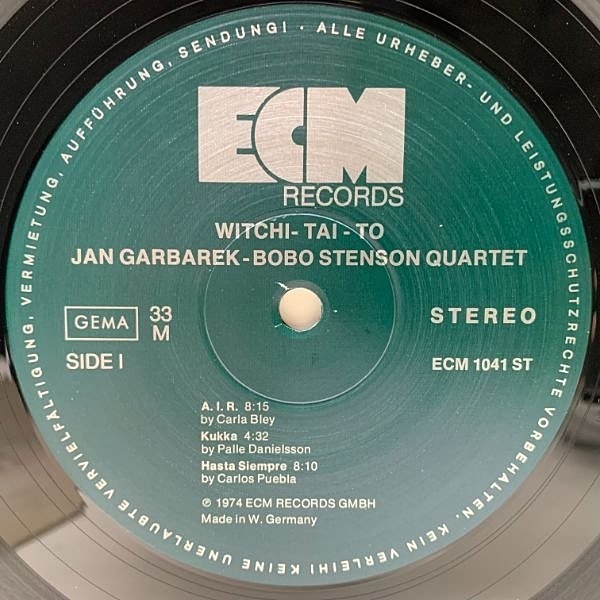 ALLE URHEBER- UND LEISTUNGSSCHUTZRECHTE VORBEHALTEN. KEIN VERLEIH! KEINE UNERLAUBTE VERVIELFÄLTIGUNG, VERMIETUNG, AUFFÜHRUNG, SENDUNG! ·
ECM
RECORDS
WITCHI-TAI-TO
JAN GARBAREK-BOBO STENSON QUARTET
GEMA 33 STEREO
M
SIDE I ECM 1041 ST
A.I.R. 8:15
by Carla Bley
Kukka 4:32
by Palle Danielsson
Hasta Siempre 8:10
by Carlos Puebla
℗ 1974 ECM RECORDS GMBH
Made in W. Germany